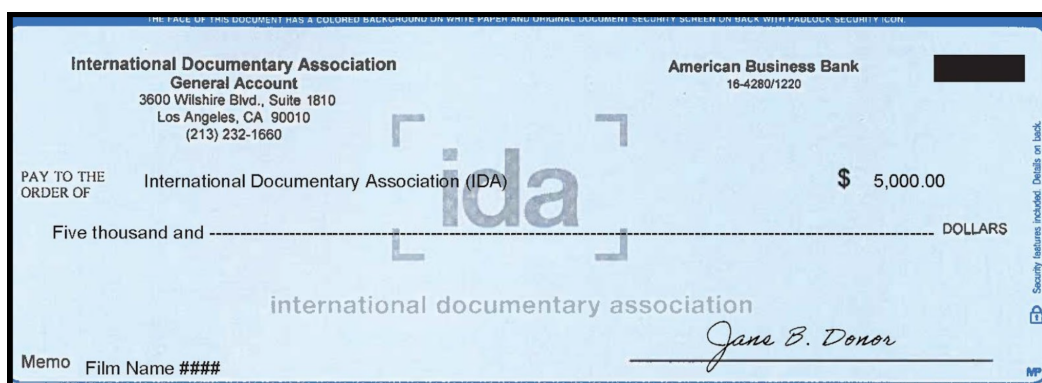 THE FACE OF THIS DOCUMENT HAS A COLORED BACKGROUND ON WHITE PAPER AND ORIGINAL DOCUMENT SECURITY SCREEN ON BACK WITH PADLOCK SECURITY ICON.
International Documentary Association
General Account
3600 Wilshire Blvd., Suite 1810
Los Angeles, CA 90010
(213) 232-1660
American Business Bank
16-4280/1220
ida
PAY TO THE
ORDER OF
International Documentary Association (IDA)
$ 5,000.00
Five thousand and ---------------------------------------------------------------- DOLLARS
international documentary association
Jane B. Donor
Memo Film Name ####
Security features included. Details on back.
MP